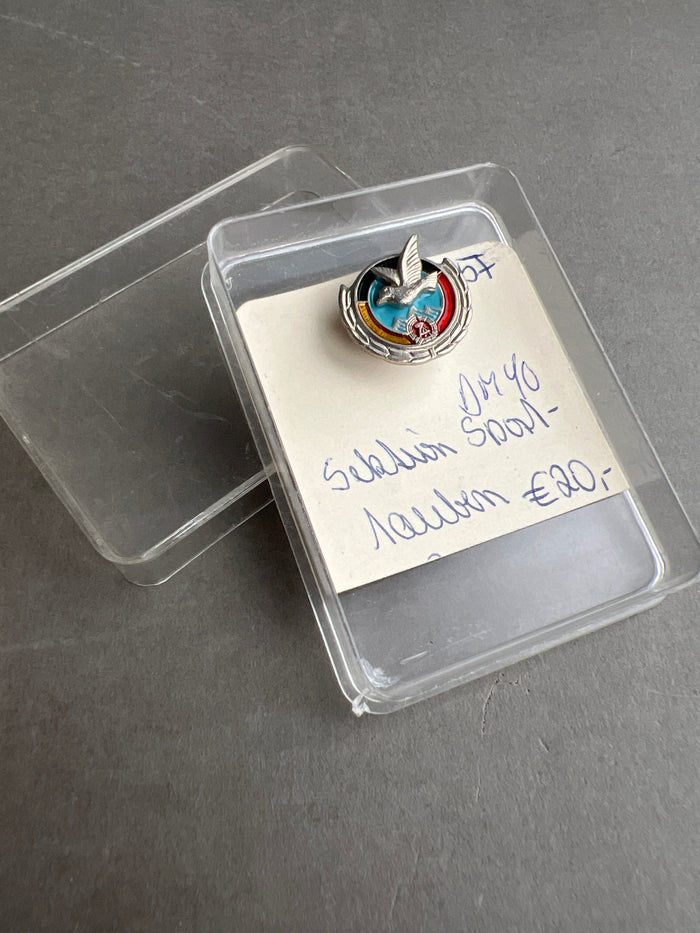 DM 40
Sektion Sport-
tauben €20,-